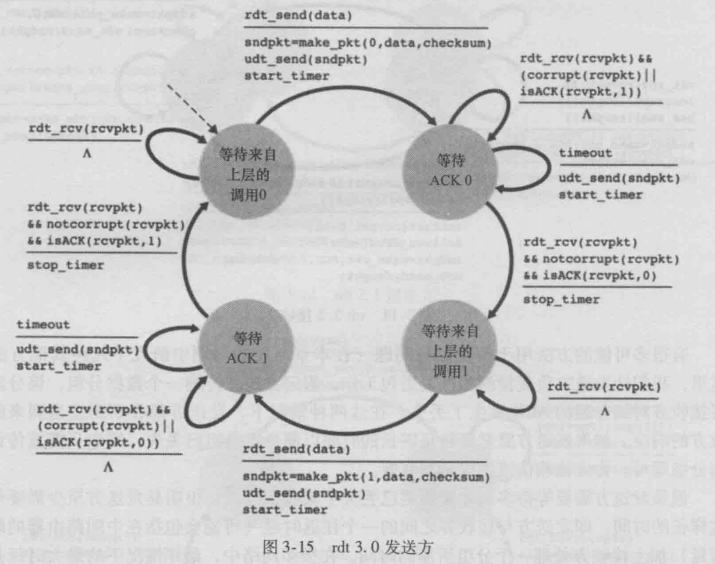 rdt_send(data)
sndpkt=make_pkt(0,data,checksum)
udt_send(sndpkt)
start_timer
rdt_rcv(rcvpkt)&&
(corrupt(rcvpkt)||
isACK(rcvpkt,1))
Λ
rdt_rcv(rcvpkt)
Λ
等待来自
上层的
调用0
等待
ACK 0
timeout
udt_send(sndpkt)
start_timer
rdt_rcv(rcvpkt)
&& notcorrupt(rcvpkt)
&& isACK(rcvpkt,1)
stop_timer
rdt_rcv(rcvpkt)
&& notcorrupt(rcvpkt)
&& isACK(rcvpkt,0)
stop_timer
timeout
udt_send(sndpkt)
start_timer
等待
ACK 1
等待来自
上层的
调用1
rdt_rcv(rcvpkt)
Λ
rdt_rcv(rcvpkt)&&
(corrupt(rcvpkt)||
isACK(rcvpkt,0))
Λ
rdt_send(data)
sndpkt=make_pkt(1,data,checksum)
udt_send(sndpkt)
start_timer
图 3-15 rdt 3.0 发送方